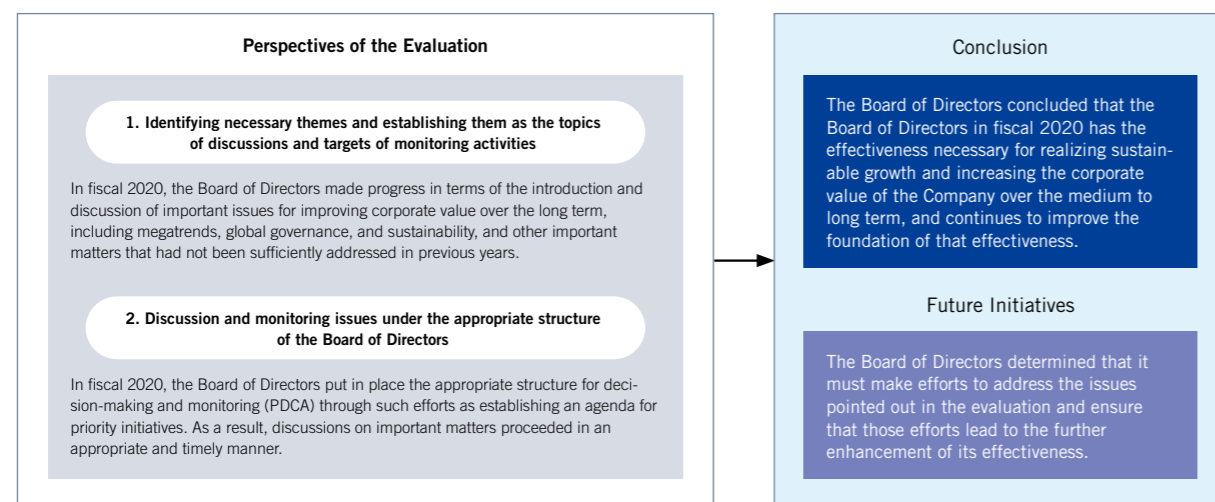 Perspectives of the Evaluation
1. Identifying necessary themes and establishing them as the topics
of discussions and targets of monitoring activities
In fiscal 2020, the Board of Directors made progress in terms of the introduction and
discussion of important issues for improving corporate value over the long term,
including megatrends, global governance, and sustainability, and other important
matters that had not been sufficiently addressed in previous years.
2. Discussion and monitoring issues under the appropriate structure
of the Board of Directors
In fiscal 2020, the Board of Directors put in place the appropriate structure for deci-
sion-making and monitoring (PDCA) through such efforts as establishing an agenda for
priority initiatives. As a result, discussions on important matters proceeded in an
appropriate and timely manner.
Conclusion
The Board of Directors concluded that the
Board of Directors in fiscal 2020 has the
effectiveness necessary for realizing sustain-
able growth and increasing the corporate
value of the Company over the medium to
long term, and continues to improve the
foundation of that effectiveness.
Future Initiatives
The Board of Directors determined that it
must make efforts to address the issues
pointed out in the evaluation and ensure
that those efforts lead to the further
enhancement of its effectiveness.